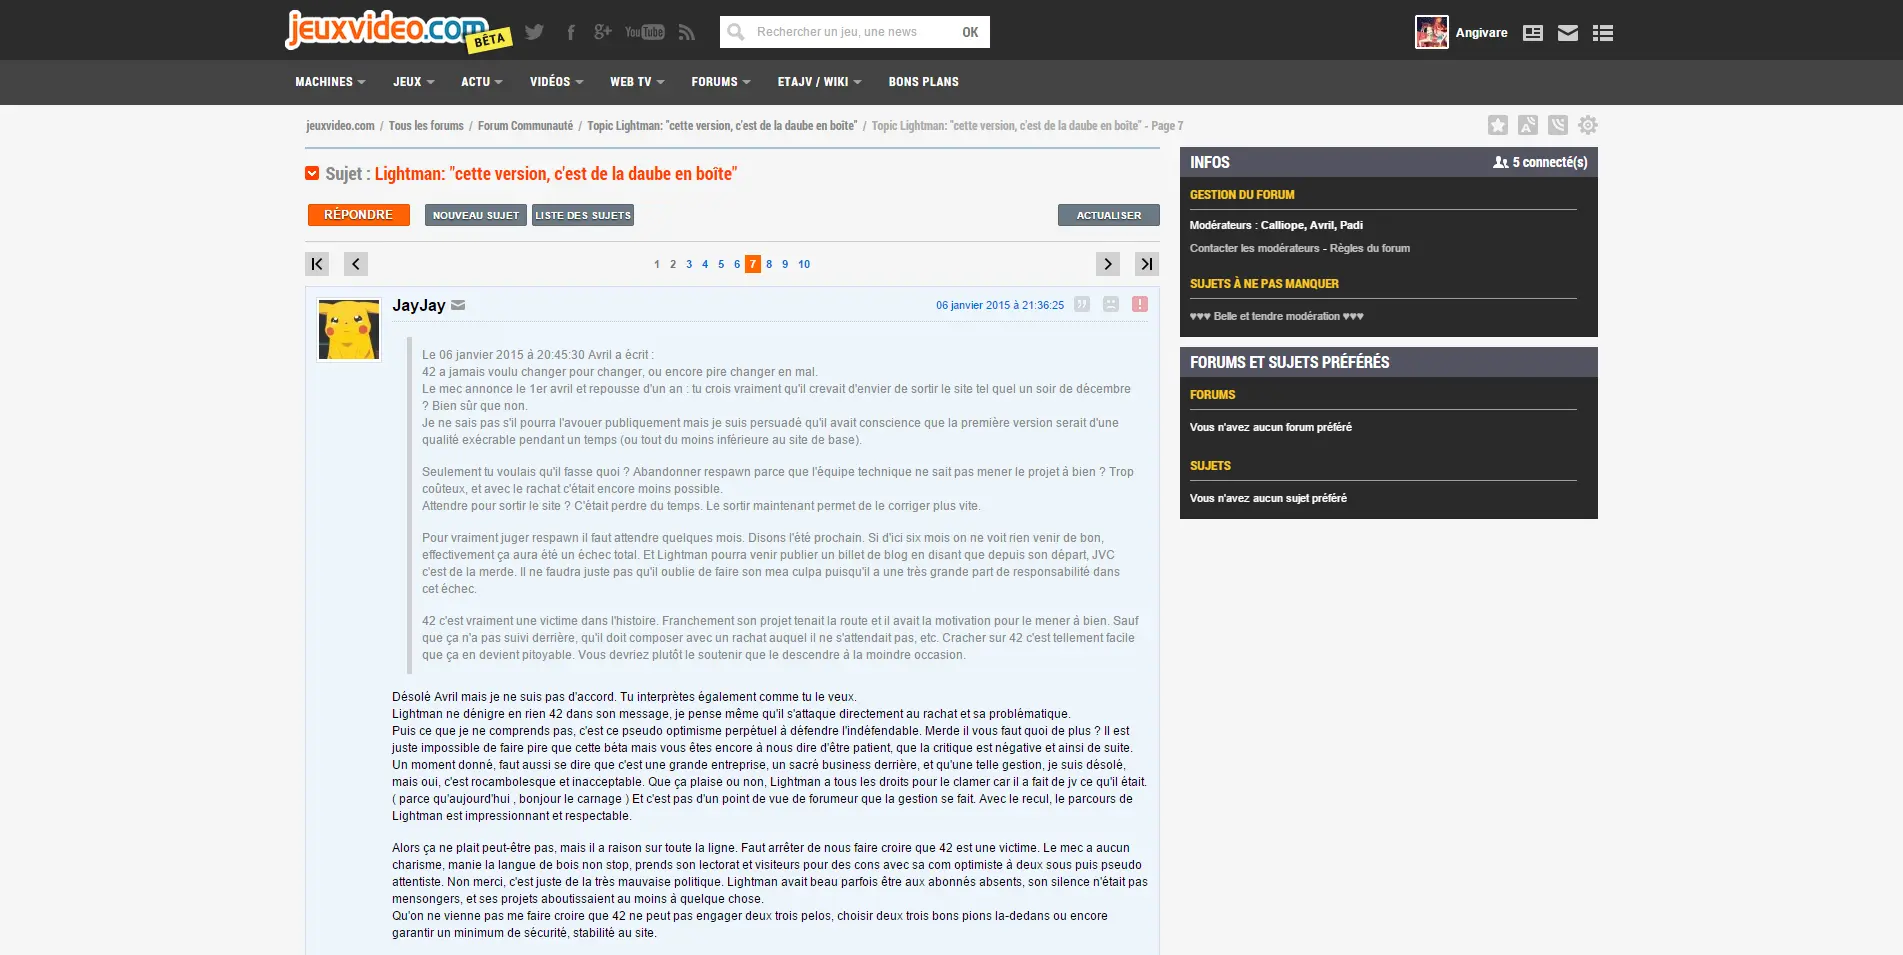 jeuxvideo.com BÊTA
You Tube
Rechercher un jeu, une news OK
Angivare
MACHINES JEUX ACTU VIDÉOS WEB TV FORUMS ETAJV / WIKI BONS PLANS
jeuxvideo.com / Tous les forums / Forum Communauté / Topic Lightman: "cette version, c'est de la daube en boîte" / Topic Lightman: "cette version, c'est de la daube en boîte" - Page 7
Sujet : Lightman: "cette version, c'est de la daube en boîte"
RÉPONDRE NOUVEAU SUJET LISTE DES SUJETS ACTUALISER
1 2 3 4 5 6 7 8 9 10
JayJay 06 janvier 2015 à 21:36:25
Le 06 janvier 2015 à 20:45:30 Avril a écrit :
42 a jamais voulu changer pour changer, ou encore pire changer en mal.
Le mec annonce le 1er avril et repousse d'un an : tu crois vraiment qu'il crevait d'envier de sortir le site tel quel un soir de décembre
? Bien sûr que non.
Je ne sais pas s'il pourra l'avouer publiquement mais je suis persuadé qu'il avait conscience que la première version serait d'une
qualité exécrable pendant un temps (ou tout du moins inférieure au site de base).
Seulement tu voulais qu'il fasse quoi ? Abandonner respawn parce que l'équipe technique ne sait pas mener le projet à bien ? Trop
coûteux, et avec le rachat c'était encore moins possible.
Attendre pour sortir le site ? C'était perdre du temps. Le sortir maintenant permet de le corriger plus vite.
Pour vraiment juger respawn il faut attendre quelques mois. Disons l'été prochain. Si d'ici six mois on ne voit rien venir de bon,
effectivement ça aura été un échec total. Et Lightman pourra venir publier un billet de blog en disant que depuis son départ, JVC
c'est de la merde. Il ne faudra juste pas qu'il oublie de faire son mea culpa puisqu'il a une très grande part de responsabilité dans
cet échec.
42 c'est vraiment une victime dans l'histoire. Franchement son projet tenait la route et il avait la motivation pour le mener à bien. Sauf
que ça n'a pas suivi derrière, qu'il doit composer avec un rachat auquel il ne s'attendait pas, etc. Cracher sur 42 c'est tellement facile
que ça en devient pitoyable. Vous devriez plutôt le soutenir que le descendre à la moindre occasion.
Désolé Avril mais je ne suis pas d'accord. Tu interprètes également comme tu le veux.
Lightman ne dénigre en rien 42 dans son message, je pense même qu'il s'attaque directement au rachat et sa problématique.
Puis ce que je ne comprends pas, c'est ce pseudo optimisme perpétuel à défendre l'indéfendable. Merde il vous faut quoi de plus ? Il est
juste impossible de faire pire que cette bêta mais vous êtes encore à nous dire d'être patient, que la critique est négative et ainsi de suite.
Un moment donné, faut aussi se dire que c'est une grande entreprise, un sacré business derrière, et qu'une telle gestion, je suis désolé,
mais oui, c'est rocambolesque et inacceptable. Que ça plaise ou non, Lightman a tous les droits pour le clamer car il a fait de jv ce qu'il était.
( parce qu'aujourd'hui , bonjour le carnage ) Et c'est pas d'un point de vue de forumeur que la gestion se fait. Avec le recul, le parcours de
Lightman est impressionnant et respectable.
Alors ça ne plait peut-être pas, mais il a raison sur toute la ligne. Faut arrêter de nous faire croire que 42 est une victime. Le mec a aucun
charisme, manie la langue de bois non stop, prends son lectorat et visiteurs pour des cons avec sa com optimiste à deux sous puis pseudo
attentiste. Non merci, c'est juste de la très mauvaise politique. Lightman avait beau parfois être aux abonnés absents, son silence n'était pas
mensongers, et ses projets aboutissaient au moins à quelque chose.
Qu'on ne vienne pas me faire croire que 42 ne peut pas engager deux trois pelos, choisir deux trois bons pions la-dedans ou encore
garantir un minimum de sécurité, stabilité au site.
INFOS 5 connecté(s)
GESTION DU FORUM
Modérateurs : Calliope, Avril, Padi
Contacter les modérateurs - Règles du forum
SUJETS À NE PAS MANQUER
♥♥♥ Belle et tendre modération ♥♥♥
FORUMS ET SUJETS PRÉFÉRÉS
FORUMS
Vous n'avez aucun forum préféré
SUJETS
Vous n'avez aucun sujet préféré